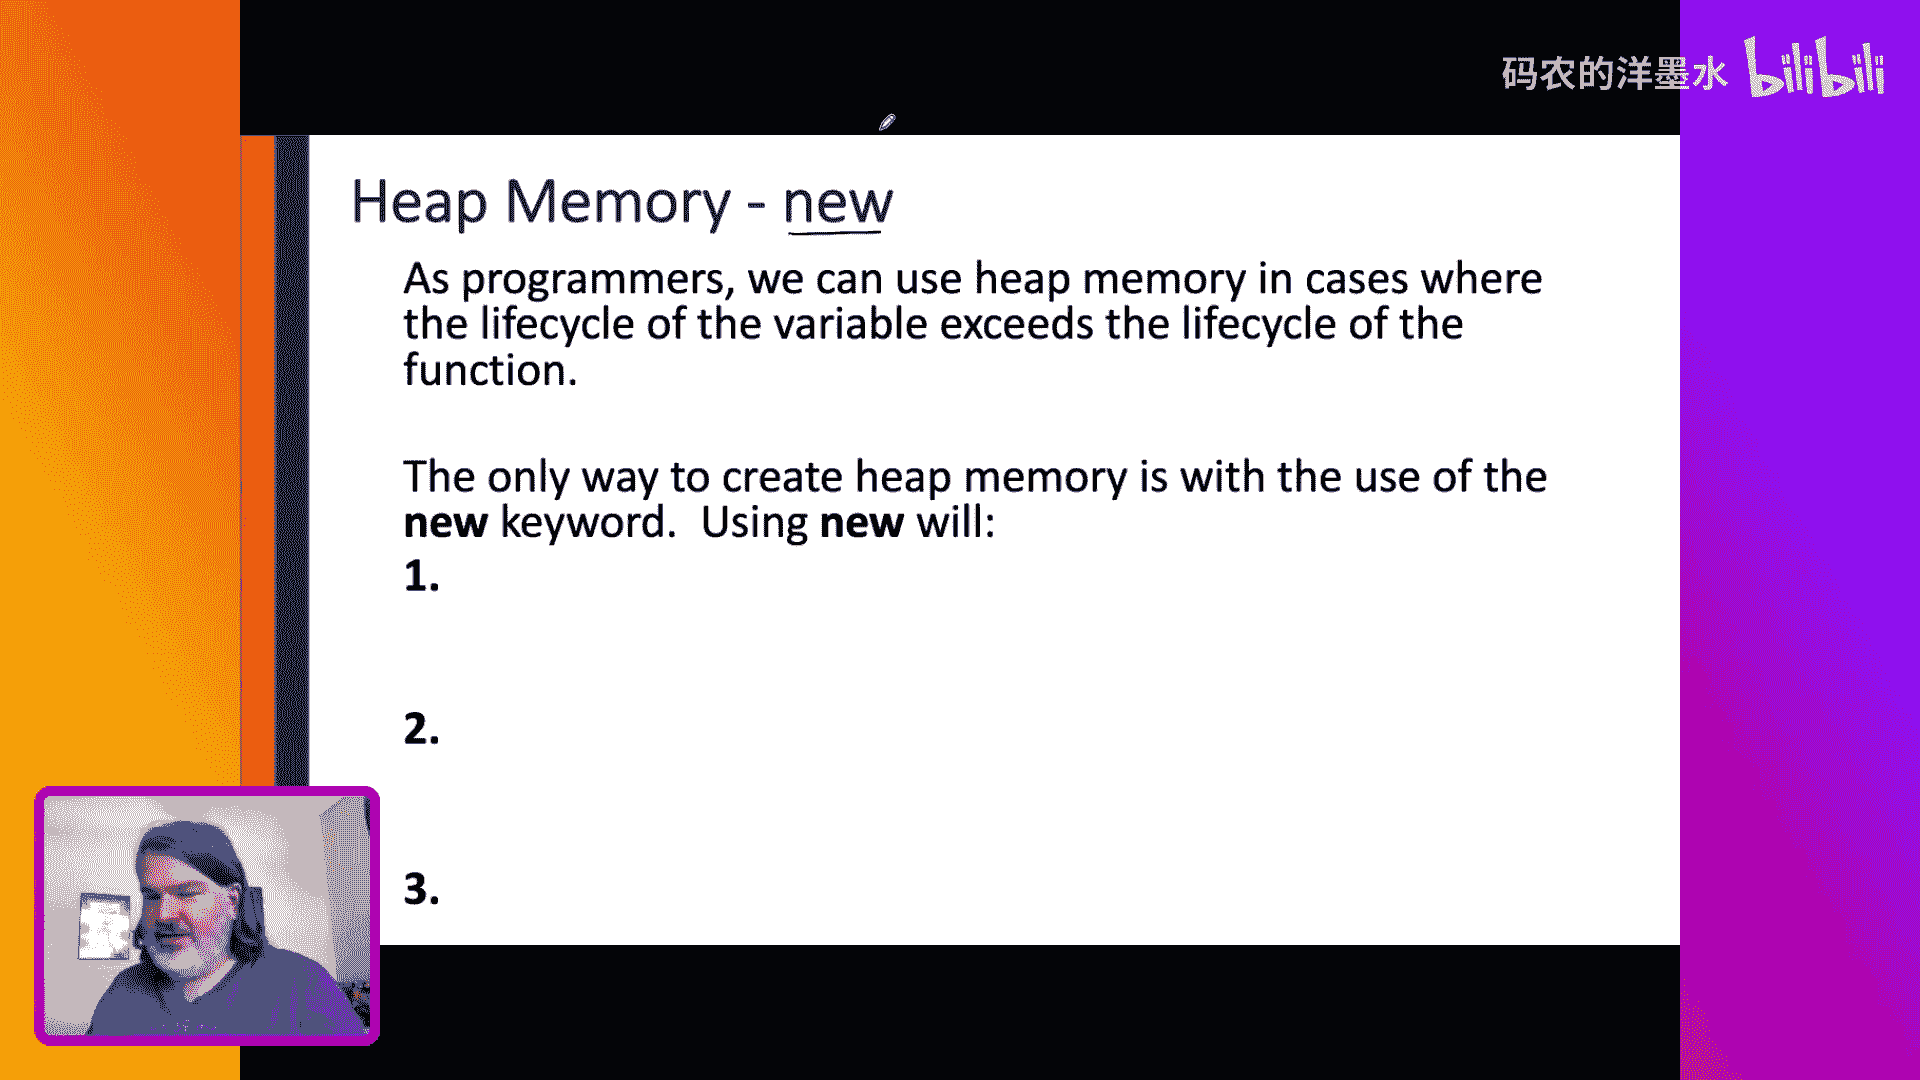 码农的洋墨水 bilibili
Heap Memory - new
As programmers, we can use heap memory in cases where
the lifecycle of the variable exceeds the lifecycle of the
function.
The only way to create heap memory is with the use of the
new keyword. Using new will:
1.
2.
3.